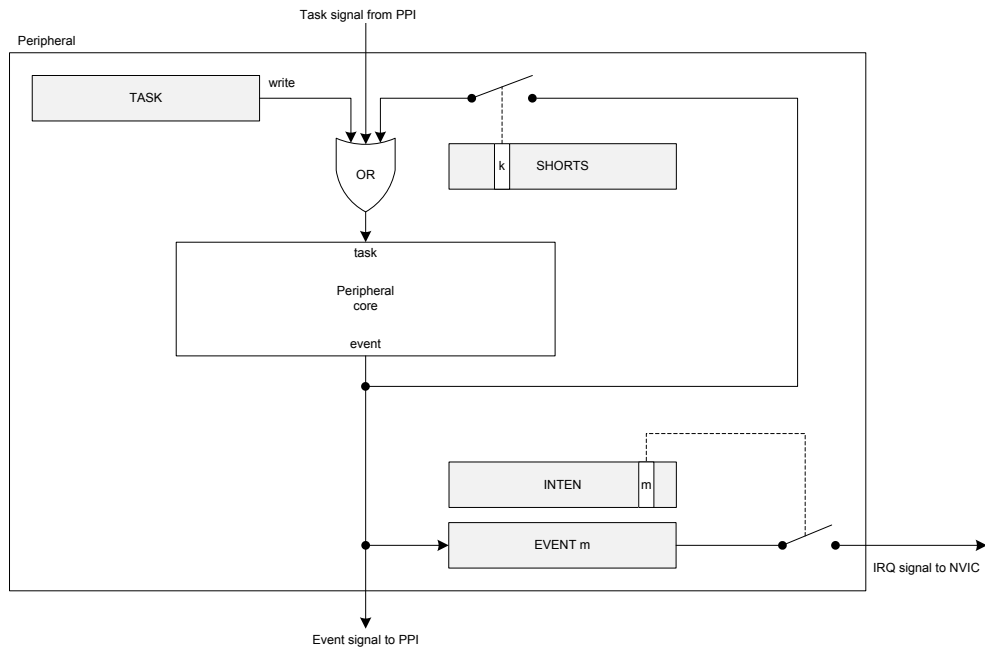 Task signal from PPI
Peripheral
write
TASK
k
SHORTS
OR
task
Peripheral
core
event
INTEN
m
EVENT m
IRQ signal to NVIC
Event signal to PPI